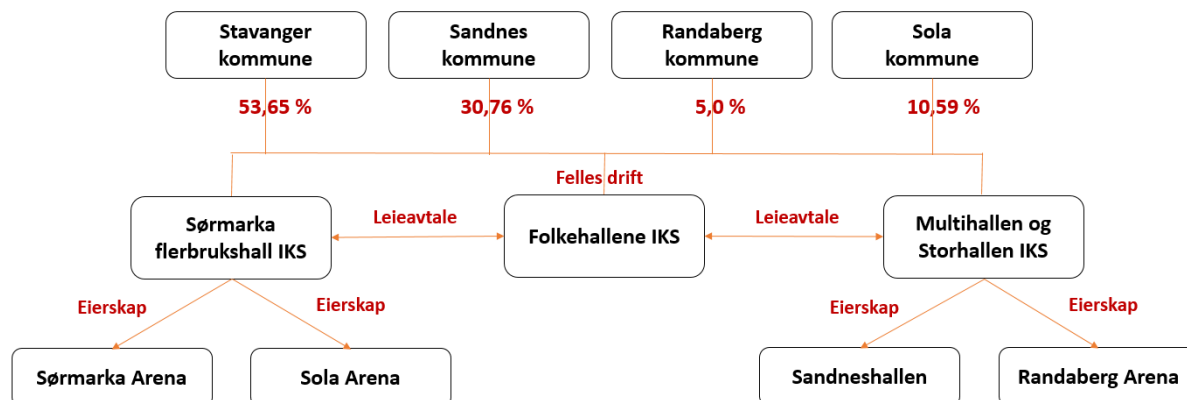 Stavanger
kommune
Sandnes
kommune
Randaberg
kommune
Sola
kommune
53,65 %
30,76 %
5,0 %
10,59 %
Felles drift
Sørmarka
flerbrukshall IKS
Leieavtale
Folkehallene IKS
Leieavtale
Multihallen og
Storhallen IKS
Eierskap
Eierskap
Eierskap
Eierskap
Sørmarka Arena
Sola Arena
Sandneshallen
Randaberg Arena